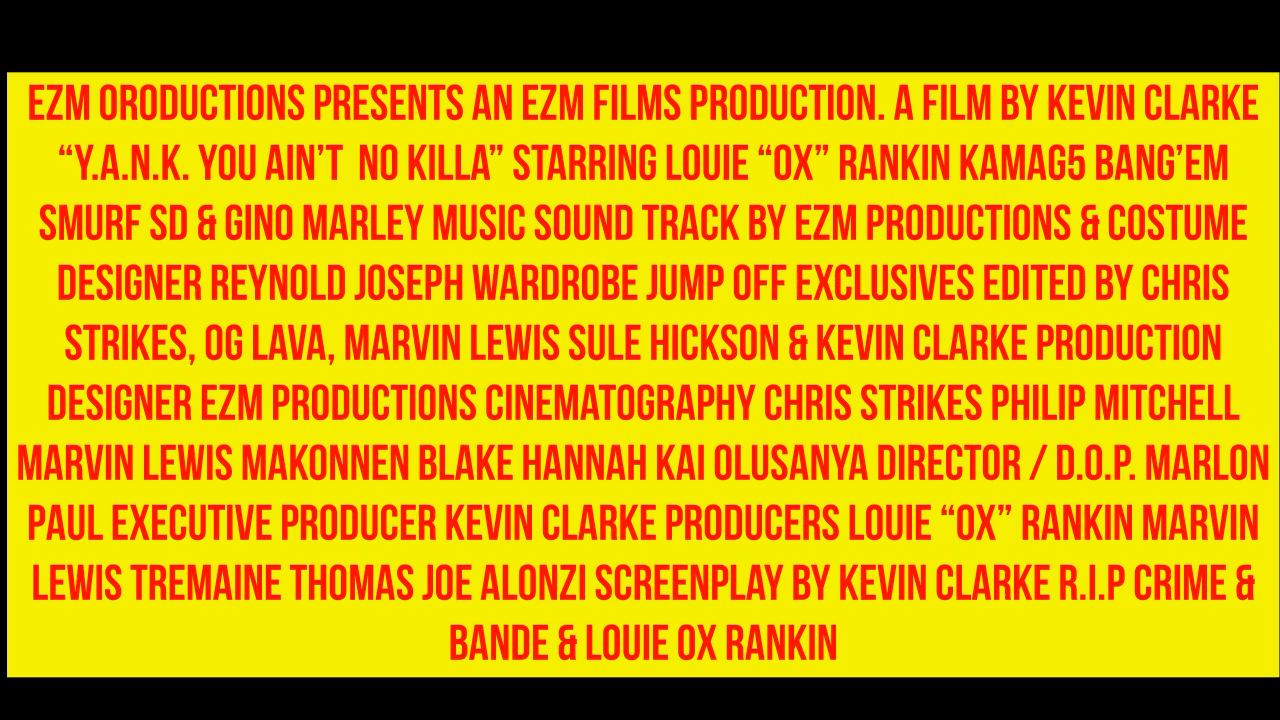 EZM ORODUCTIONS PRESENTS AN EZM FILMS PRODUCTION. A FILM BY KEVIN CLARKE
“Y.A.N.K. YOU AIN’T  NO KILLA” STARRING LOUIE “OX” RANKIN KAMAG5 BANG’EM
SMURF SD & GINO MARLEY MUSIC SOUND TRACK BY EZM PRODUCTIONS & COSTUME
DESIGNER REYNOLD JOSEPH WARDROBE JUMP OFF EXCLUSIVES EDITED BY CHRIS
STRIKES, OG LAVA, MARVIN LEWIS SULE HICKSON & KEVIN CLARKE PRODUCTION
DESIGNER EZM PRODUCTIONS CINEMATOGRAPHY CHRIS STRIKES PHILIP MITCHELL
MARVIN LEWIS MAKONNEN BLAKE HANNAH KAI OLUSANYA DIRECTOR / D.O.P. MARLON
PAUL EXECUTIVE PRODUCER KEVIN CLARKE PRODUCERS LOUIE “OX” RANKIN MARVIN
LEWIS TREMAINE THOMAS JOE ALONZI SCREENPLAY BY KEVIN CLARKE R.I.P CRIME &
BANDE & LOUIE OX RANKIN